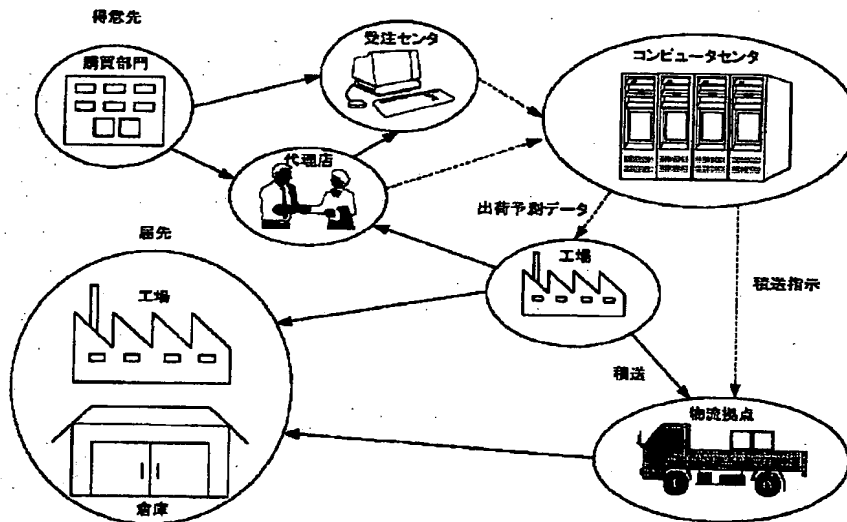 得意先
購買部門
受注センタ
コンピュータセンタ
代理店
出荷予測データ
届先
工場
工場
積送指示
積送
物流拠点
倉庫